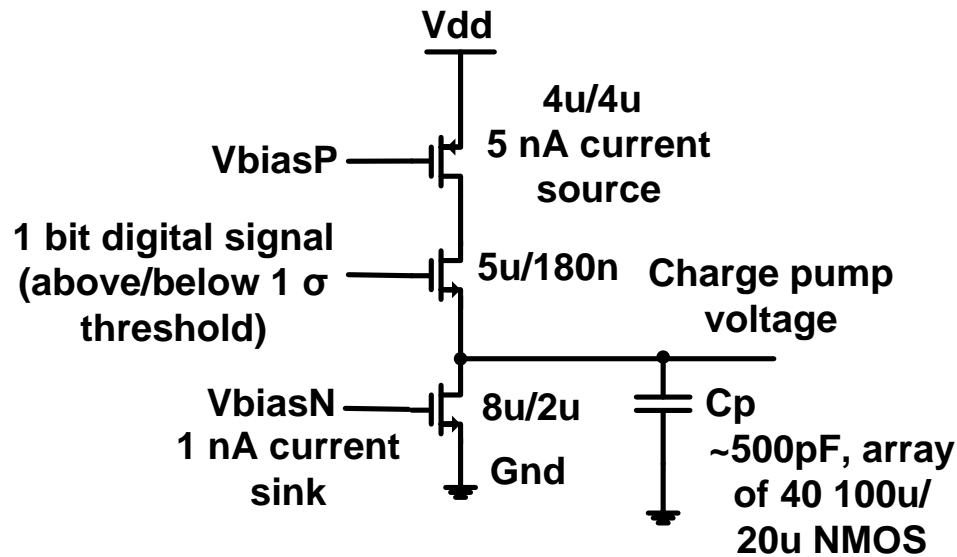 Vdd
4u/4u
5 nA current
source
VbiasP
1 bit digital signal
(above/below 1 σ
threshold)
5u/180n
Charge pump
voltage
VbiasN
1 nA current
sink
8u/2u
Gnd
Cp
~500pF, array
of 40 100u/
20u NMOS